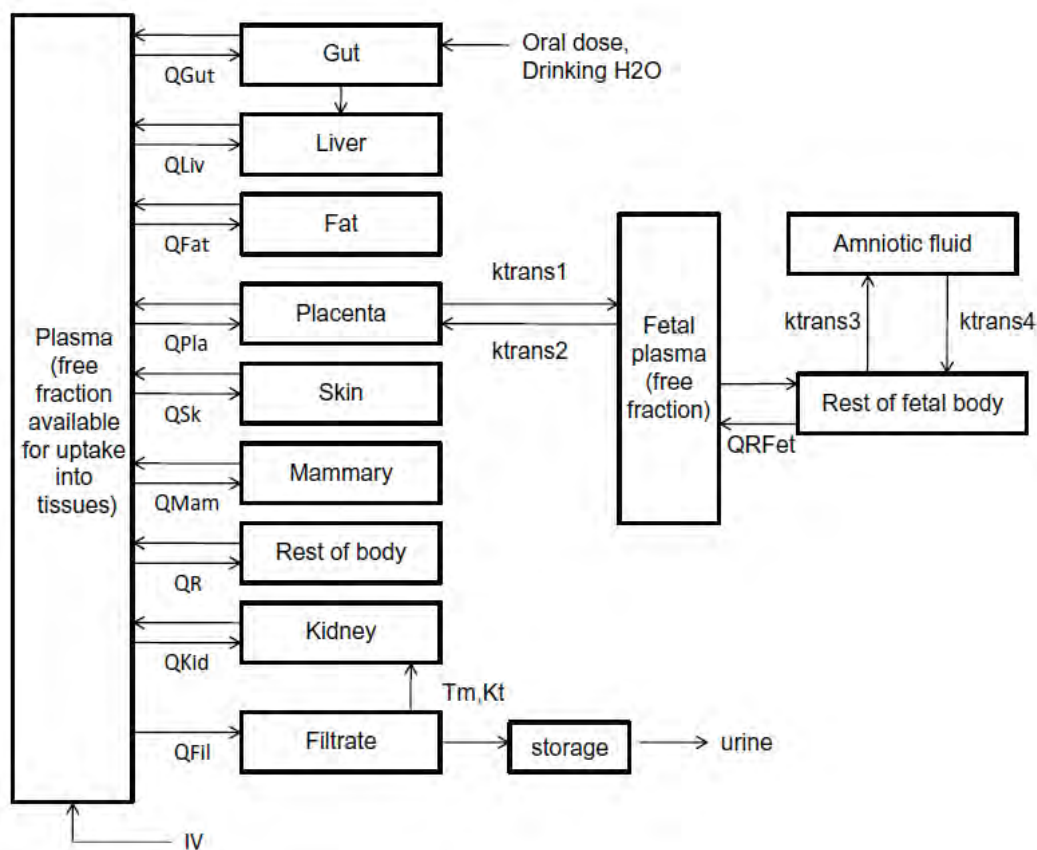 Plasma
(free
fraction
available
for uptake
into
tissues)
Gut
QGut
Oral dose,
Drinking H2O
Liver
QLiv
Fat
QFat
Placenta
QPla
ktrans1
ktrans2
Fetal
plasma
(free
fraction)
Amniotic fluid
ktrans3
ktrans4
Rest of fetal body
QRFet
Skin
QSk
Mammary
QMam
Rest of body
QR
Kidney
QKid
Tm,Kt
Filtrate
QFil
storage
urine
IV